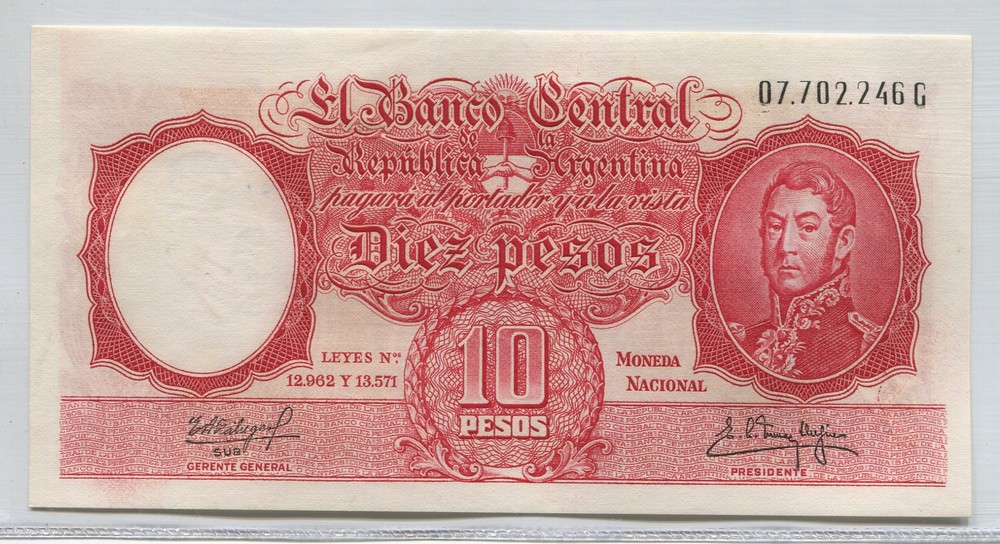 07.702.246 G
El Banco Central
de la
República Argentina
pagará al portador y a la vista
Diez pesos
10
PESOS
LEYES N.os
12.962 Y 13.571
MONEDA
NACIONAL
SUB
GERENTE GENERAL
PRESIDENTE